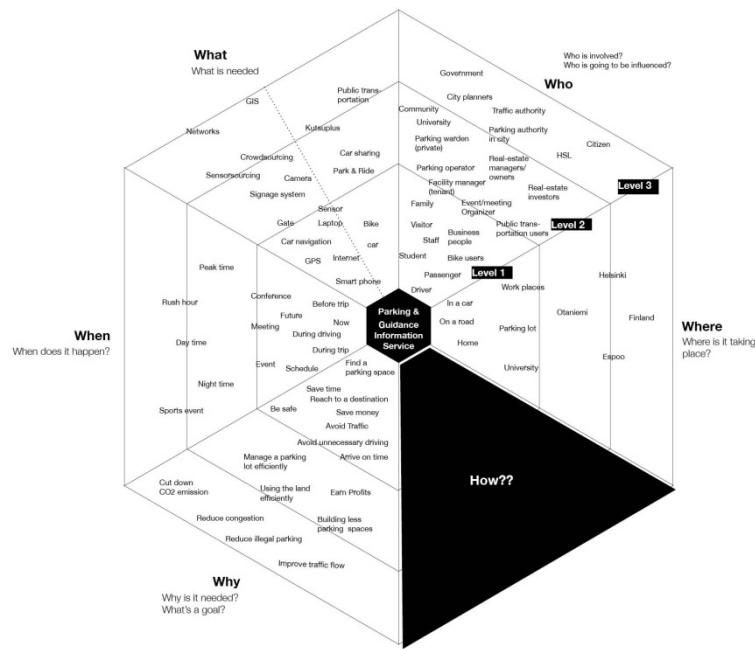 What
What is needed
GIS
Networks
Public trans-
portation
Kutsuplus
Crowdsourcing
Sensorsourcing
Camera
Signage system
Car sharing
Park & Ride
Sensor
Gate
Laptop
Bike
Car navigation
car
GPS
Internet
Smart phone
Who is involved?
Who is going to be influenced?
Who
Government
City planners
Community
Traffic authority
University
Parking authority
in city
Parking warden
(private)
Citizen
HSL
Parking operator
Real-estate
managers/
owners
Facility manager
(tenant)
Real-estate
investors
Level 3
Family
Event/meeting
Organizer
Visitor
Public trans-
portation users
Level 2
Staff
Business
people
Student
Bike users
Passenger
Level 1
Driver
Where
Where is it taking
place?
In a car
Work places
On a road
Parking lot
Home
University
Helsinki
Otaniemi
Finland
Espoo
Parking &
Guidance
Information
Service
When
When does it happen?
Peak time
Rush hour
Day time
Night time
Sports event
Conference
Before trip
Future
Meeting
Now
During driving
During trip
Event
Schedule
Find a
parking space
Save time
Reach to a destination
Be safe
Save money
Avoid Traffic
Avoid unnecessary driving
Manage a parking
lot efficiently
Arrive on time
Cut down
CO2 emission
Using the land
efficiently
Earn Profits
Reduce congestion
Building less
parking spaces
Reduce illegal parking
Improve traffic flow
Why
Why is it needed?
What's a goal?
How??